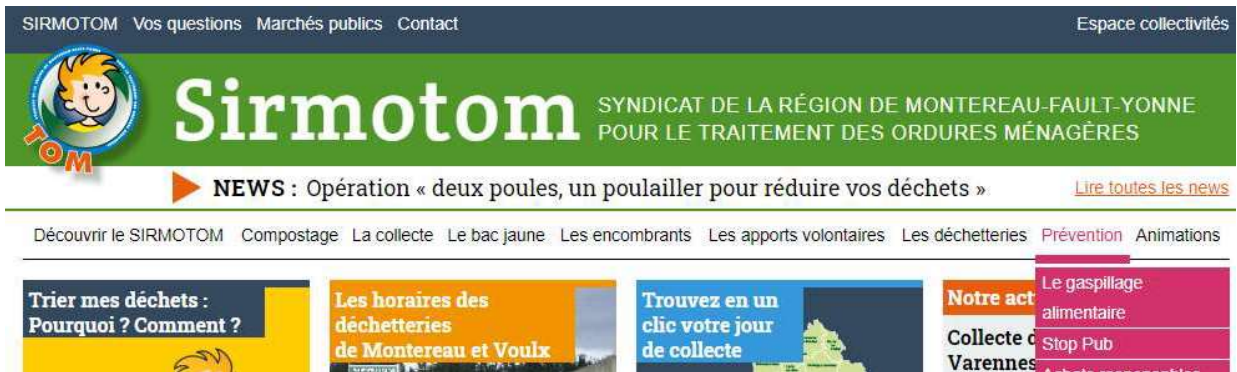 SIRMOTOM Vos questions Marchés publics Contact Espace collectivités
TOM
Sirmotom
SYNDICAT DE LA RÉGION DE MONTEREAU-FAULT-YONNE
POUR LE TRAITEMENT DES ORDURES MÉNAGÈRES
NEWS : Opération « deux poules, un poulailler pour réduire vos déchets » Lire toutes les news
Découvrir le SIRMOTOM Compostage La collecte Le bac jaune Les encombrants Les apports volontaires Les déchetteries Prévention Animations
Trier mes déchets :
Pourquoi ? Comment ?
Les horaires des
déchetteries
de Montereau et Voulx
Trouvez en un
clic votre jour
de collecte
Notre act
Collecte d
Varennes
Le gaspillage
alimentaire
Stop Pub
Achats responsables